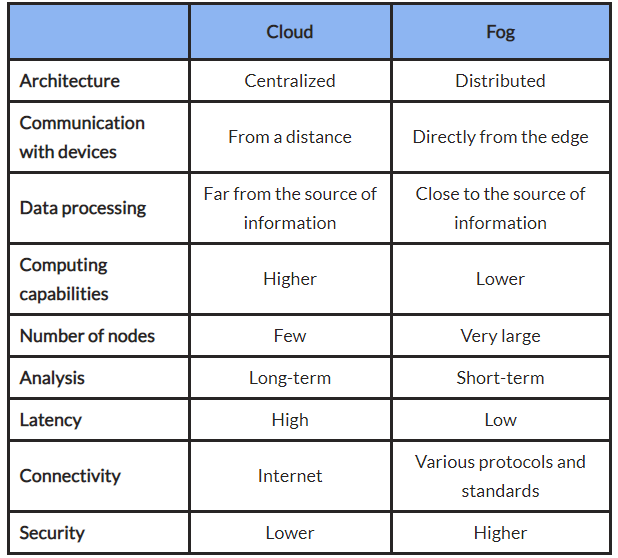 Cloud Fog
Architecture Centralized Distributed
Communication
with devices From a distance Directly from the edge
Data processing Far from the source of
information Close to the source of
information
Computing
capabilities Higher Lower
Number of nodes Few Very large
Analysis Long-term Short-term
Latency High Low
Connectivity Internet Various protocols and
standards
Security Lower Higher